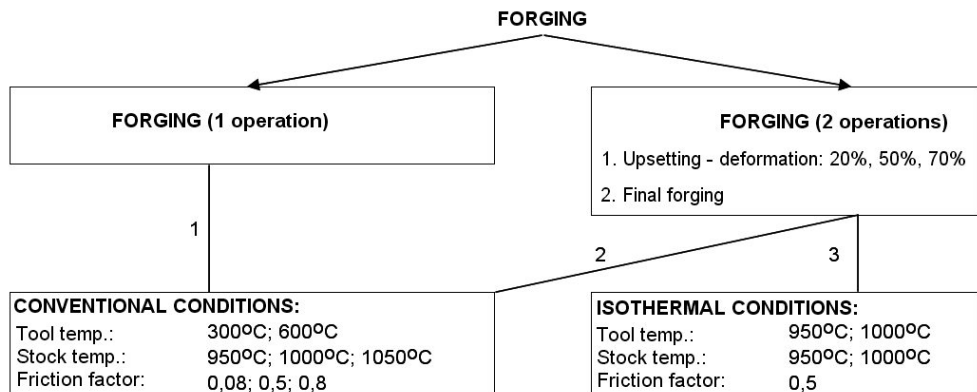 FORGING
FORGING (1 operation)
FORGING (2 operations)
1. Upsetting - deformation: 20%, 50%, 70%
2. Final forging
1
2
3
CONVENTIONAL CONDITIONS:
Tool temp.: 300ºC; 600ºC
Stock temp.: 950ºC; 1000ºC; 1050ºC
Friction factor: 0,08; 0,5; 0,8
ISOTHERMAL CONDITIONS:
Tool temp.: 950ºC; 1000ºC
Stock temp.: 950ºC; 1000ºC
Friction factor: 0,5